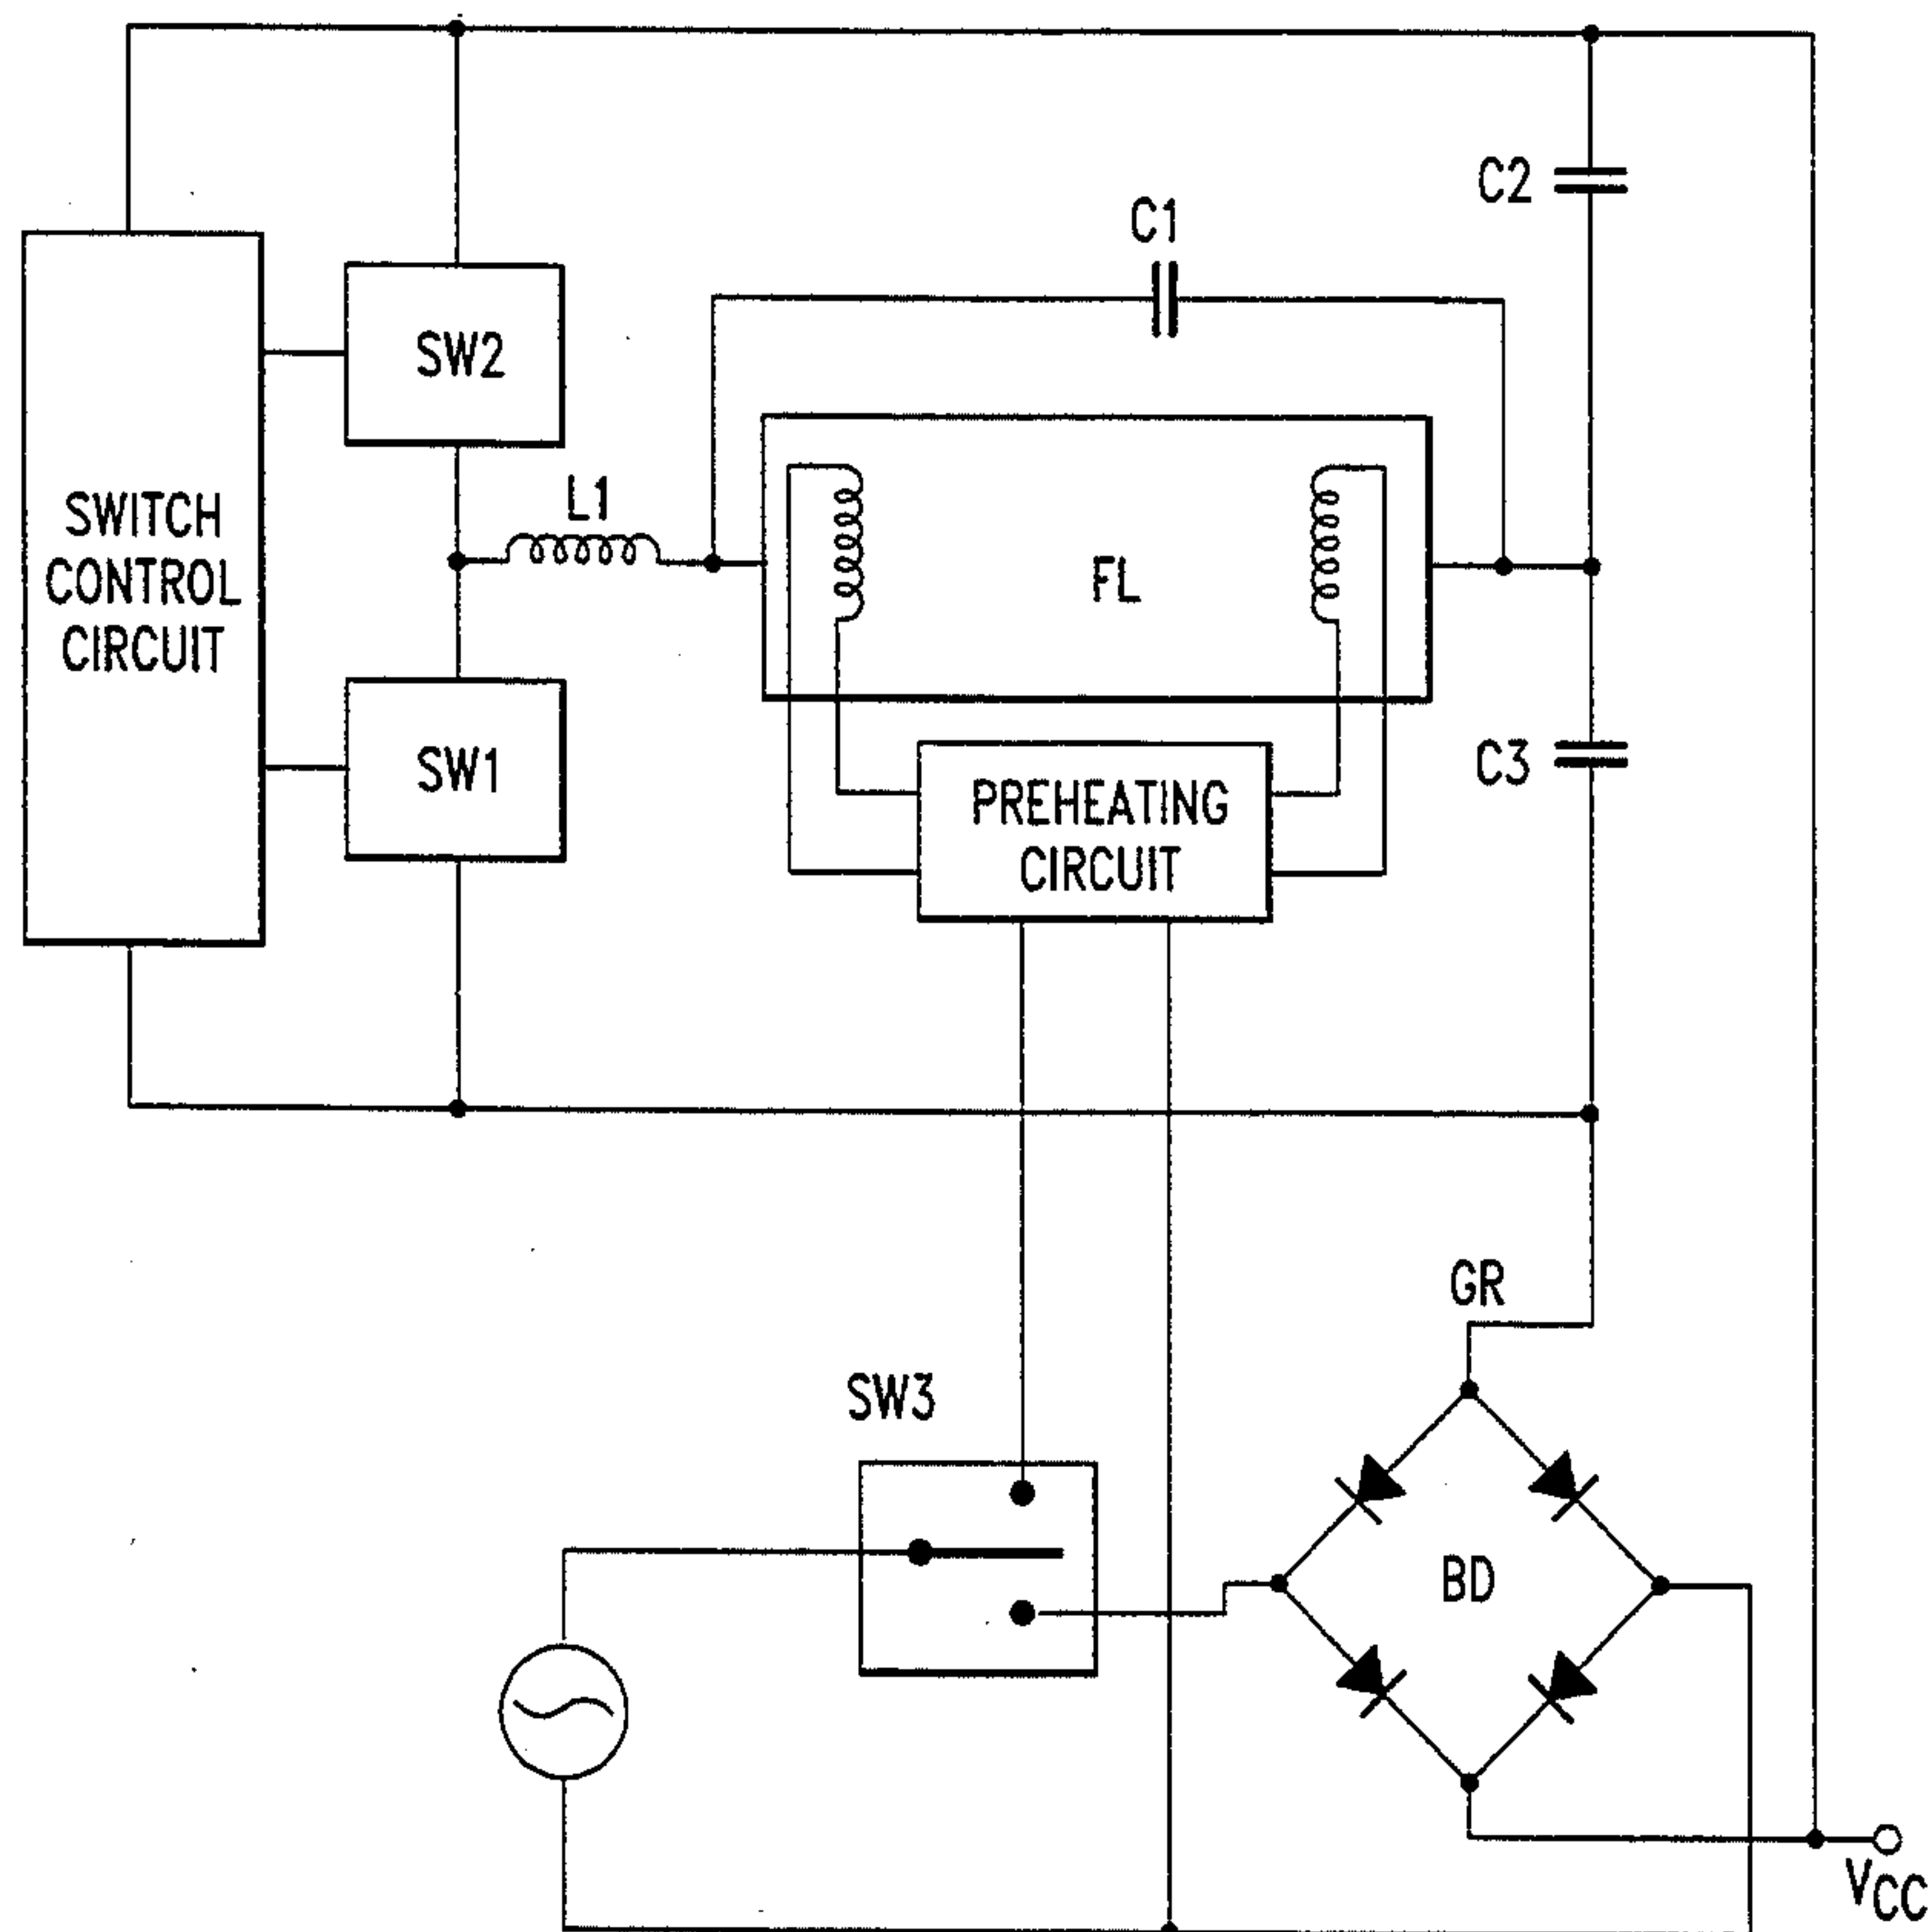 C2
C1
SW2
L1
SWITCH
CONTROL
CIRCUIT
FL
SW1
C3
PREHEATING
CIRCUIT
GR
SW3
BD
VCC